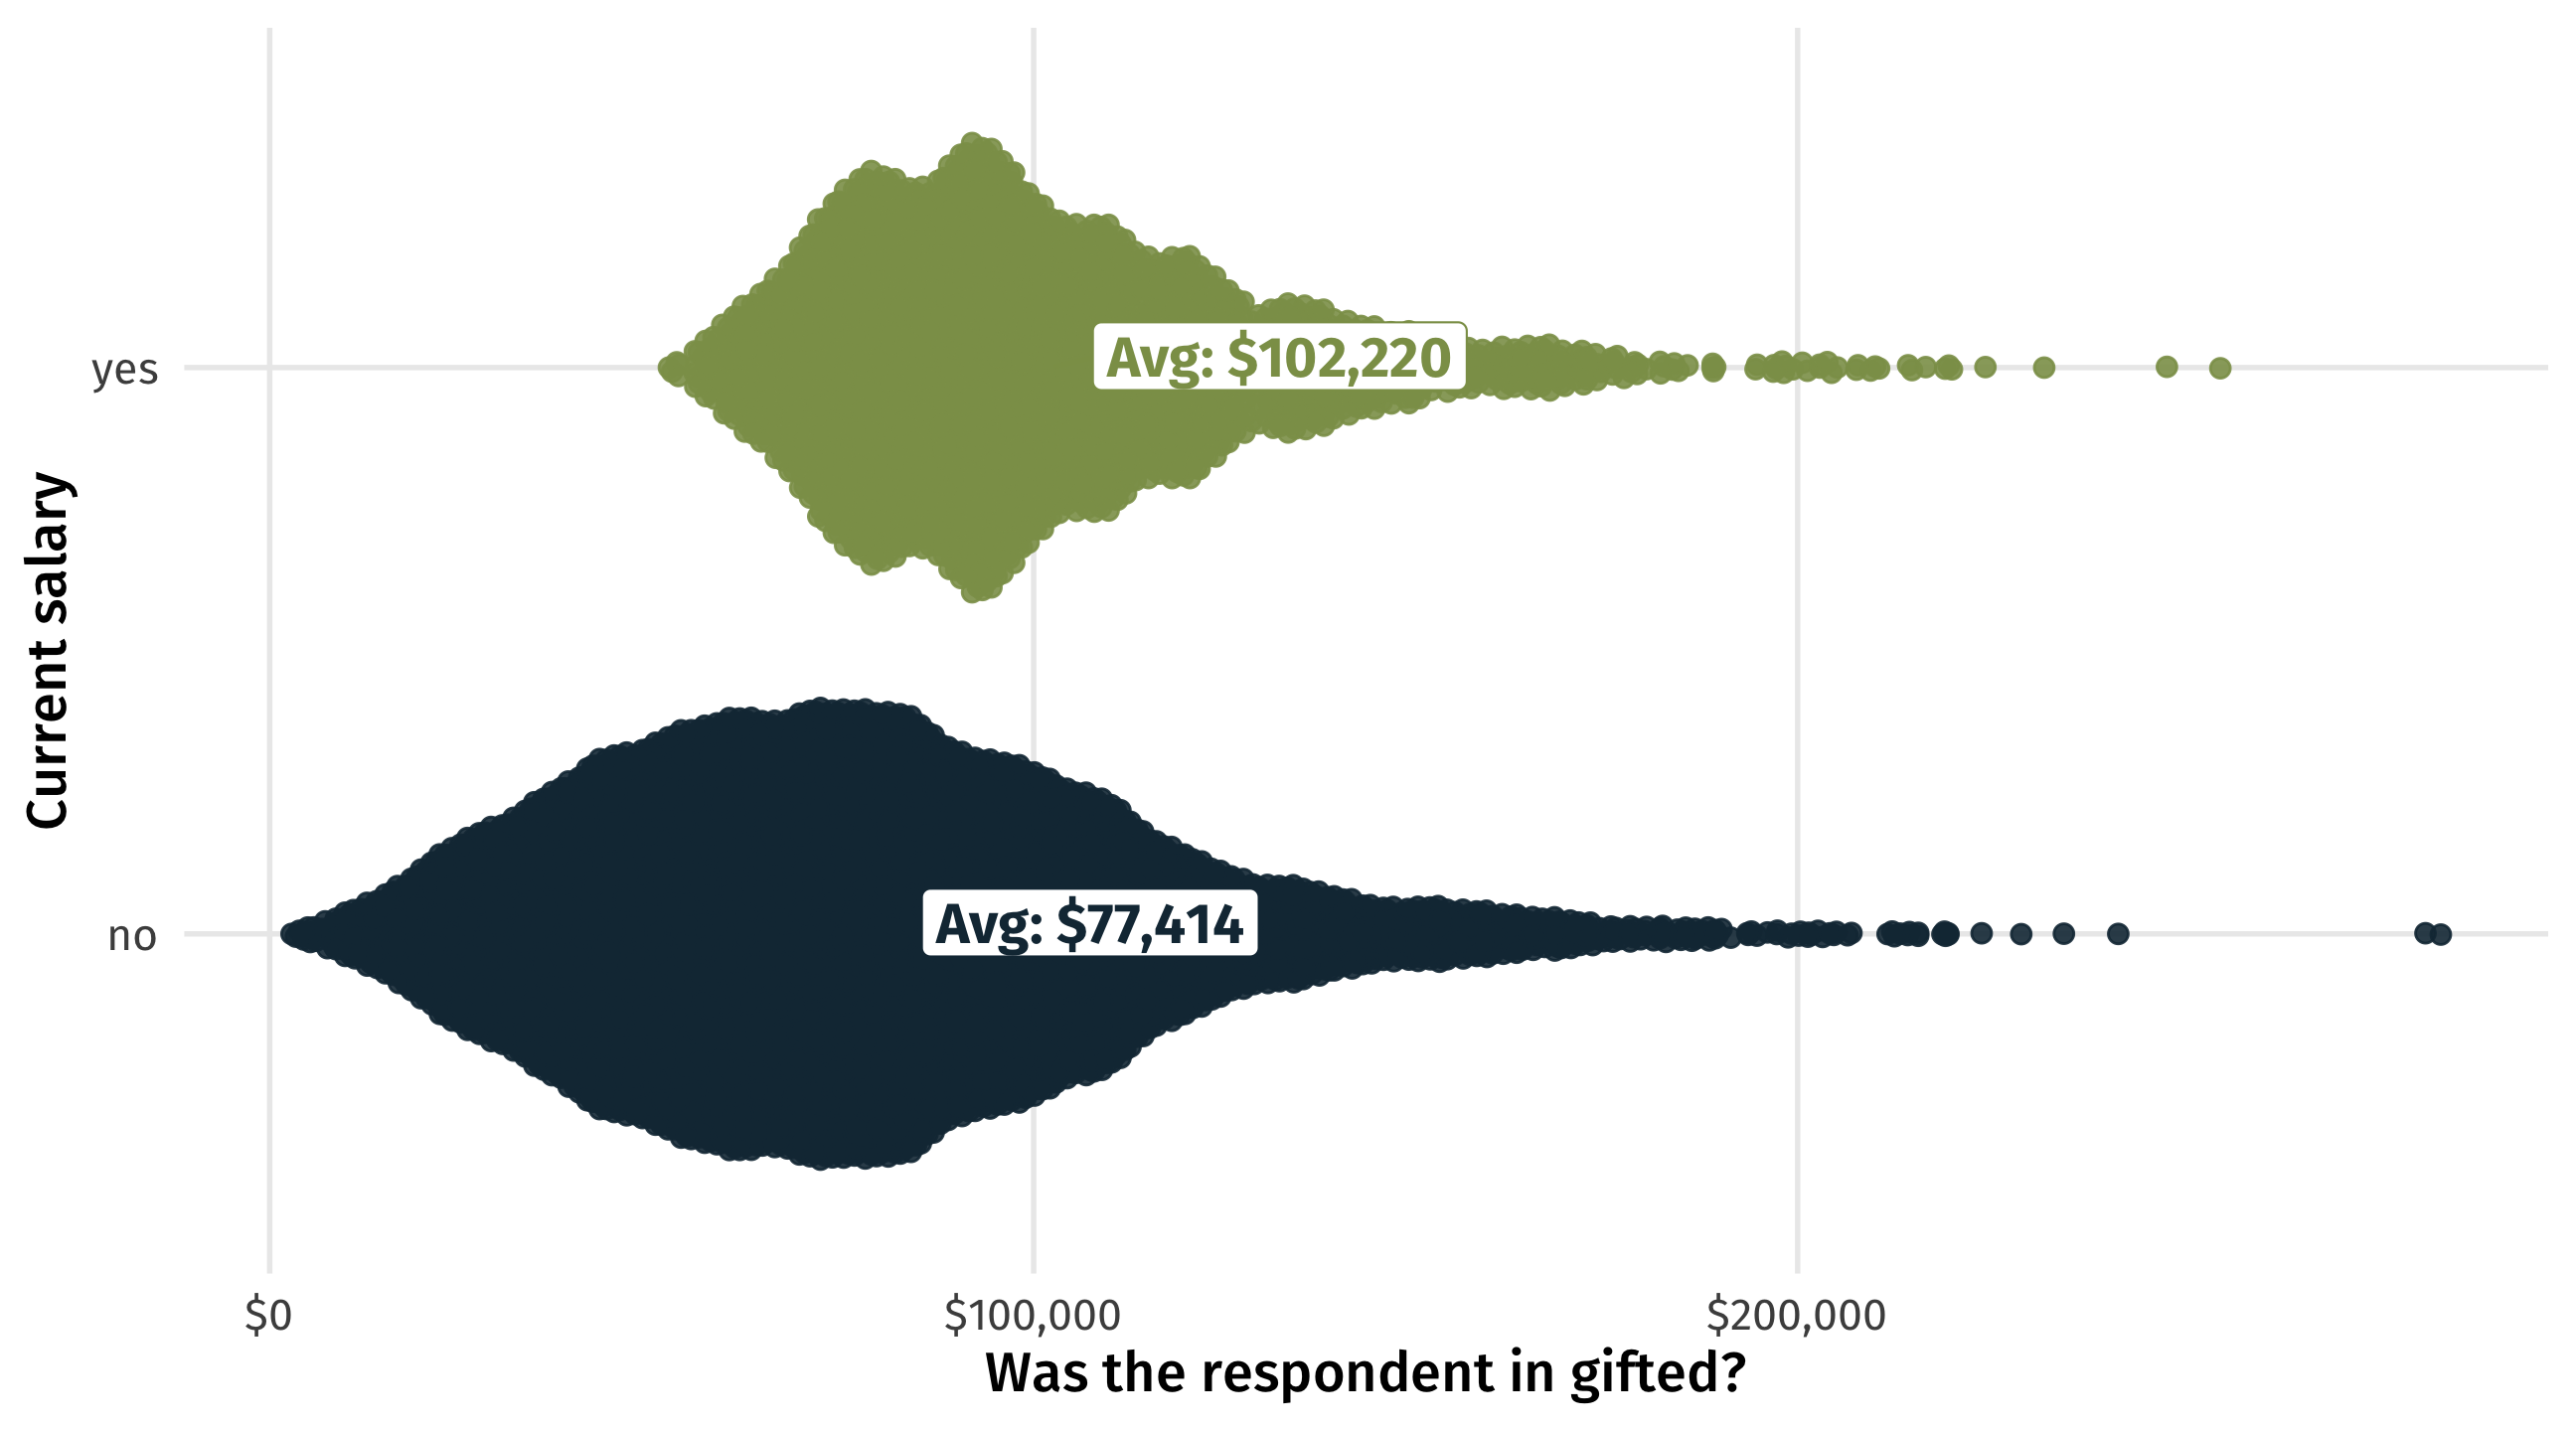 Current salary
yes
Avg: $102,220
no
Avg: $77,414
$0
$100,000
$200,000
Was the respondent in gifted?